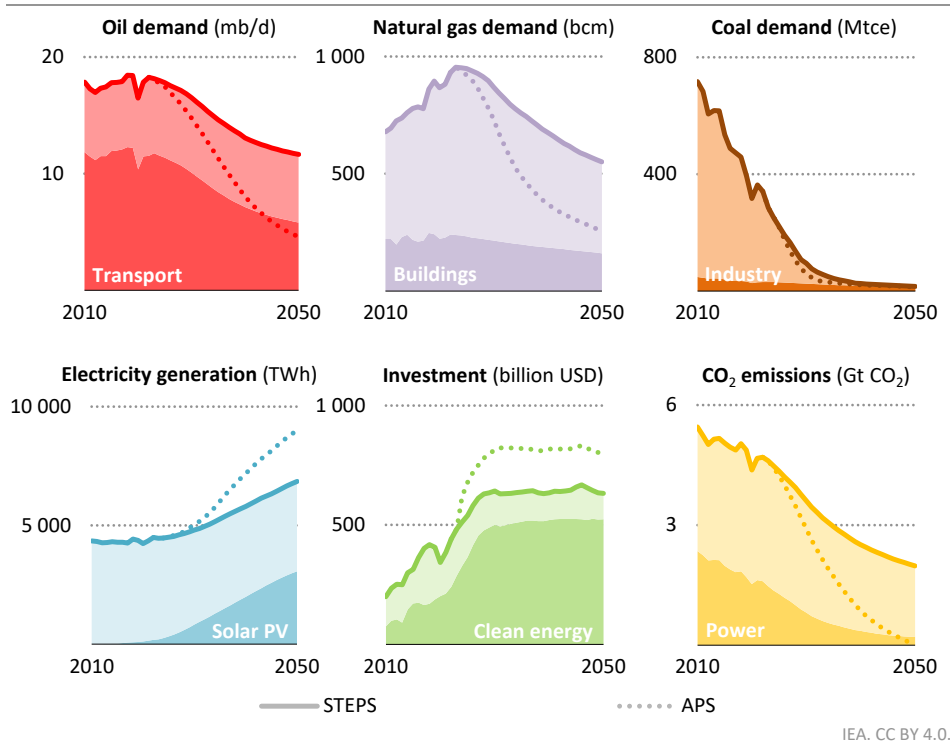 Oil demand (mb/d)
20
10
Transport
2010 2050
Natural gas demand (bcm)
1 000
500
Buildings
2010 2050
Coal demand (Mtce)
800
400
Industry
2010 2050
Electricity generation (TWh)
10 000
5 000
Solar PV
2010 2050
Investment (billion USD)
1 000
500
Clean energy
2010 2050
CO₂ emissions (Gt CO₂)
6
3
Power
2010 2050
STEPS APS
IEA. CC BY 4.0.